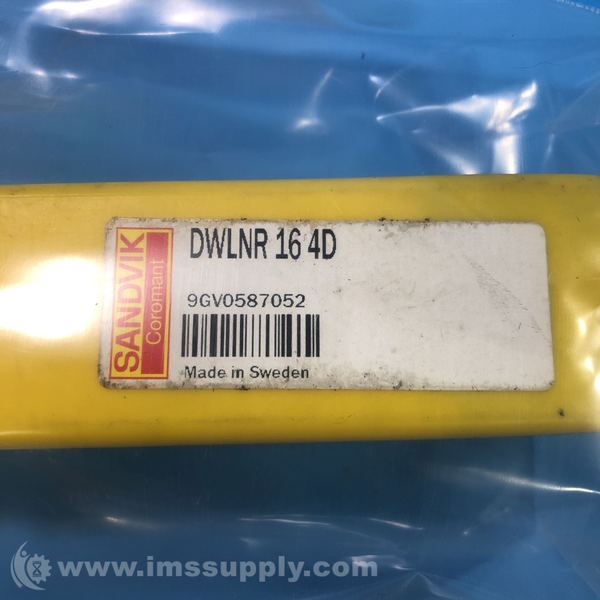 SANDVIK
Coromant
DWLNR 16 4D
9GV0587052
Made in Sweden
www.imssupply.com